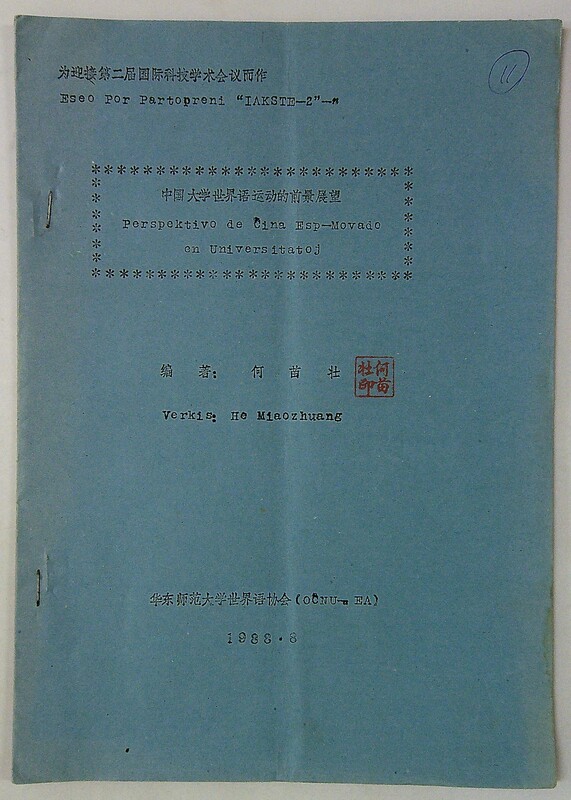 为迎接第二届国际科技学术会议而作
Eseo Por Partopreni "IAKSTE—2"—"
11
************************
中国大学世界语运动的前景展望
Perspektivo de Ĉina Esp—Movado
en Universitatoj
************************
编 著: 何 苗 壮
何苗壮印
Verkis: He Miaozhuang
华东师范大学世界语协会(OĈNU— EA)
1988.8